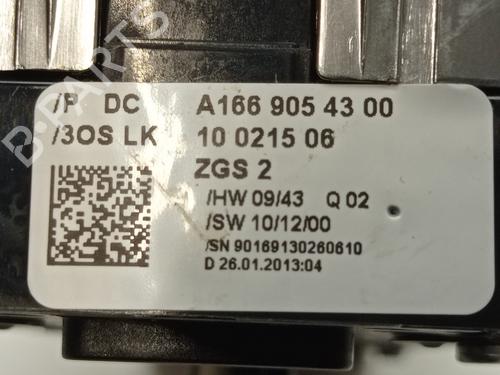 /P DC A166 905 43 00
/3OS LK 10 0215 06
ZGS 2
/HW 09/43 Q 02
/SW 10/12/00
/SN 90169130260610
D 26.01.2013:04